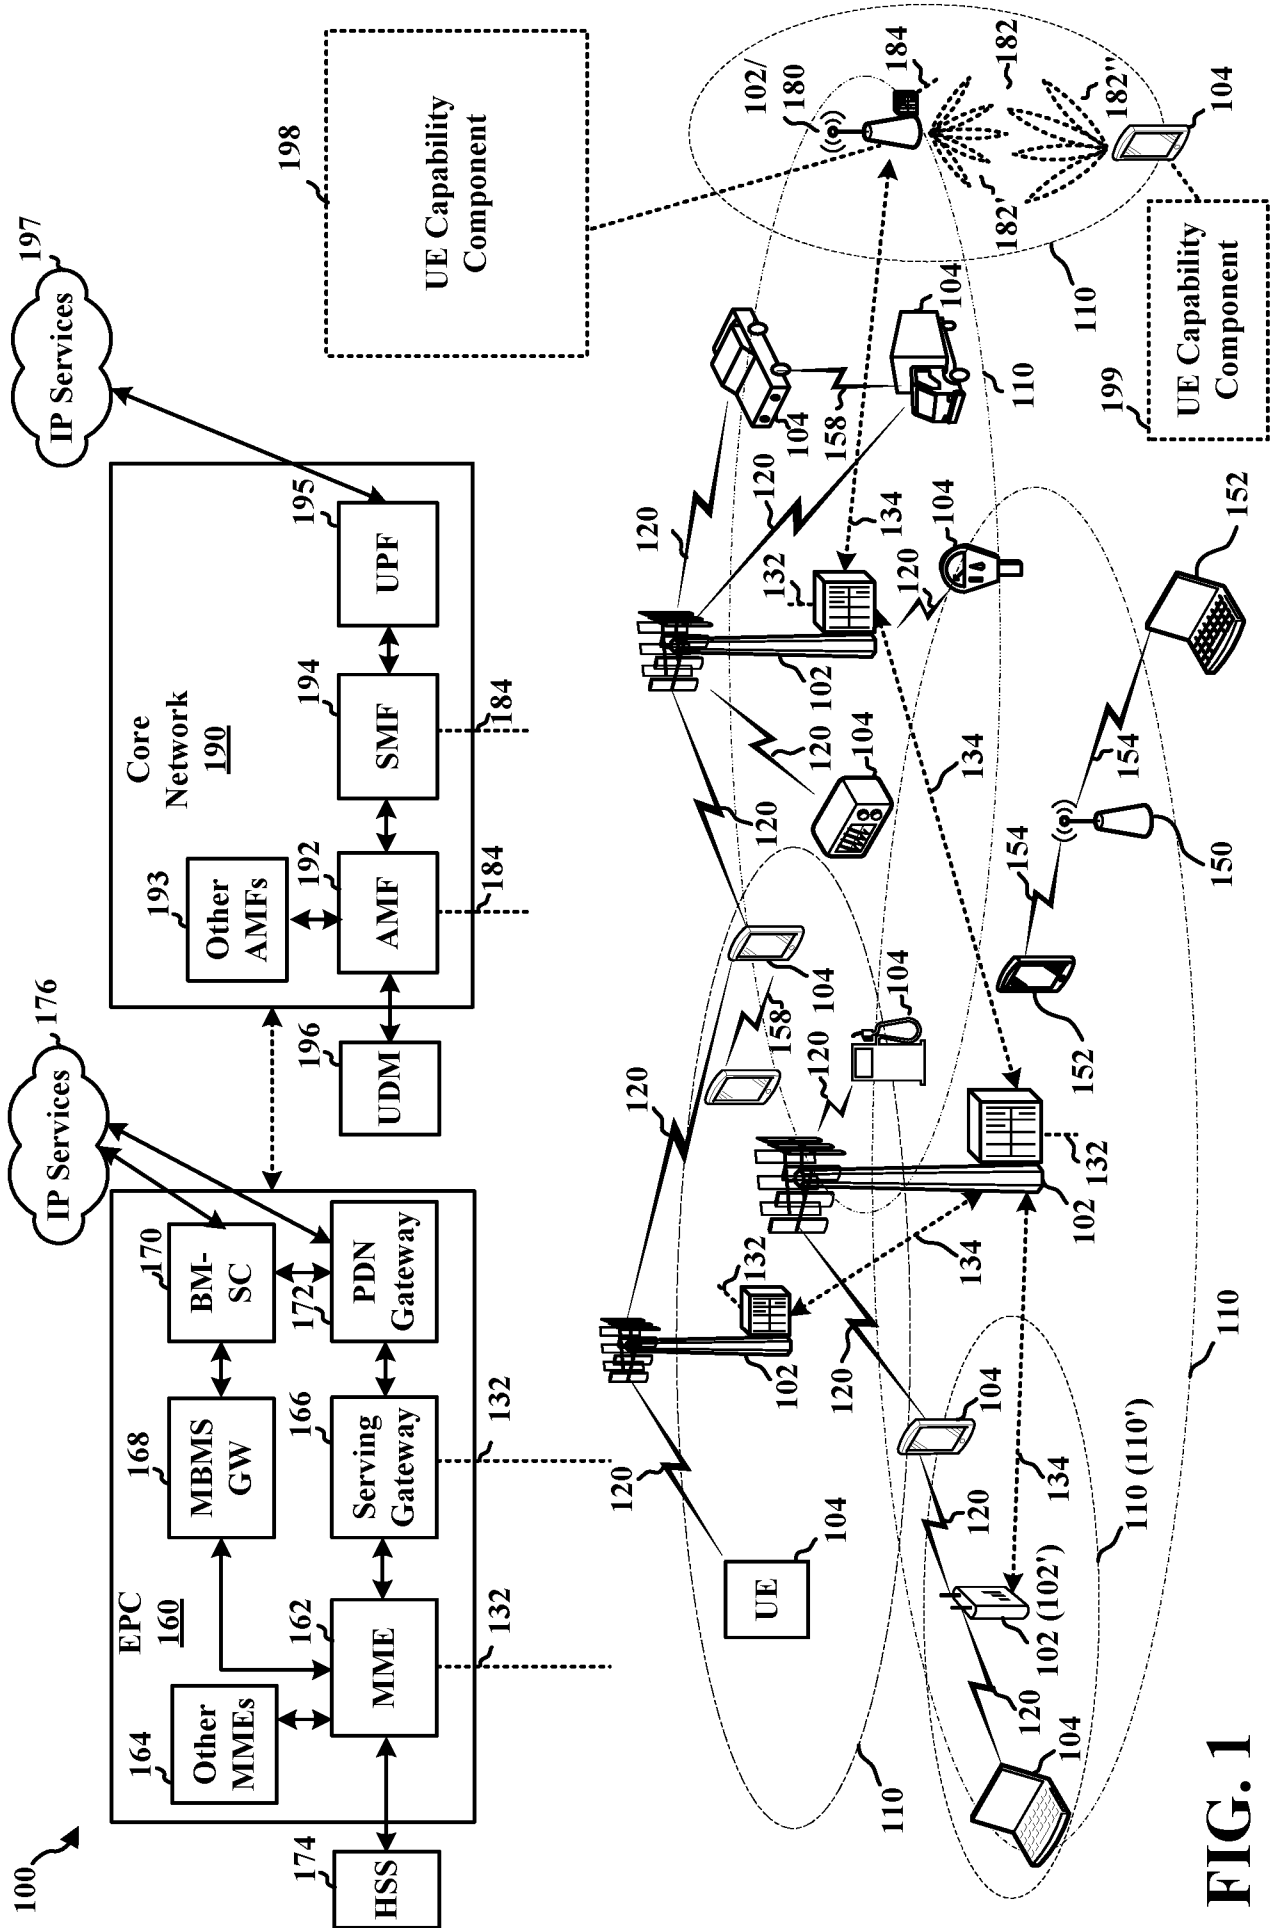 100
EPC
160
164
Other
MMEs
174
HSS
162
MME
132
168
MBMS
GW
166
Serving
Gateway
132
170
BM-
SC
172
PDN
Gateway
IP Services
176
196
UDM
Core
Network
190
193
Other
AMFs
192
AMF
184
194
SMF
184
195
UPF
IP Services
197
198
UE Capability
Component
102/
180
184
182
182'
182"
104
110
199
UE Capability
Component
120
104
158
104
110
120
132
134
102
120
104
120
104
120
134
104
158
120
104
120
132
102
134
120
UE
104
110
120
104
120
102 (102')
134
110 (110')
110
120
104
132
102
152
154
150
154
152
FIG. 1